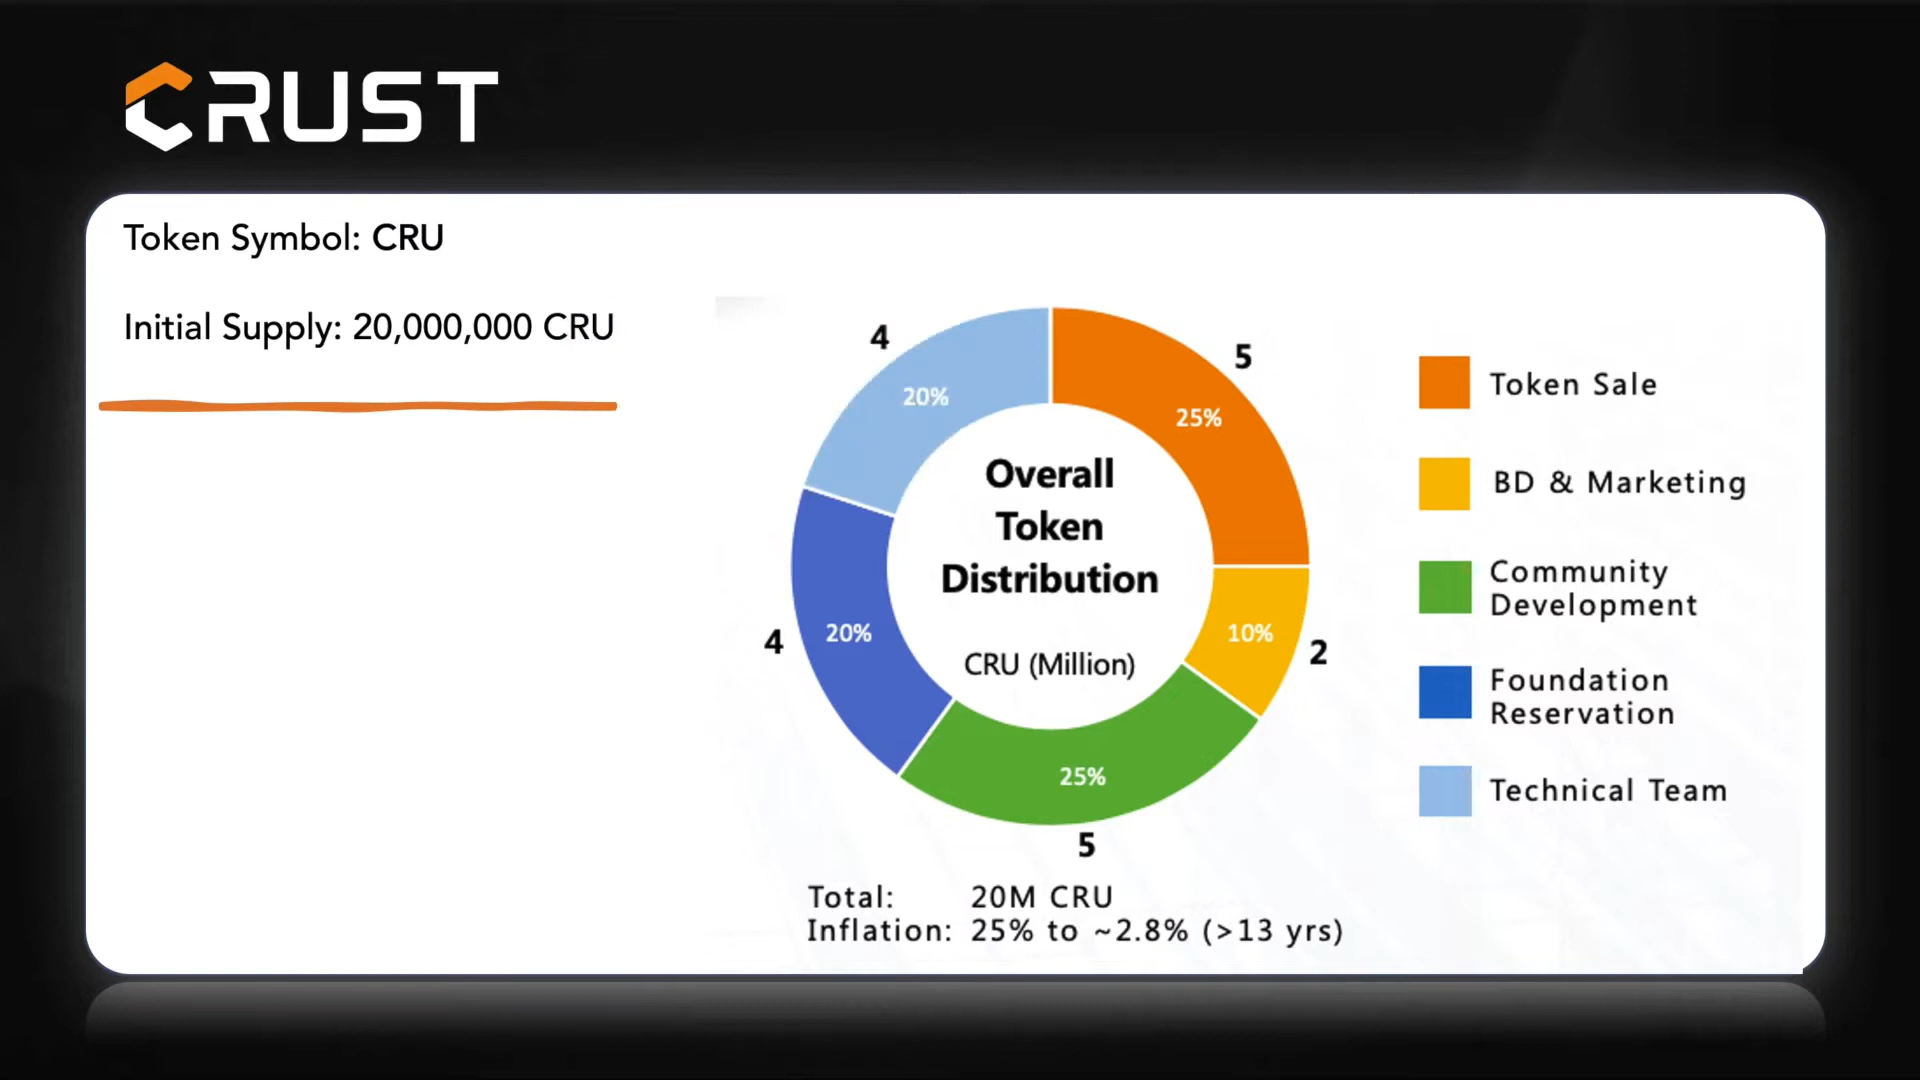 CRUST
Token Symbol: CRU
Initial Supply: 20,000,000 CRU
4
5
20%
25%
Overall
Token
Distribution
CRU (Million)
4
20%
10%
2
25%
5
Token Sale
BD & Marketing
Community
Development
Foundation
Reservation
Technical Team
Total: 20M CRU
Inflation: 25% to ~2.8% (>13 yrs)